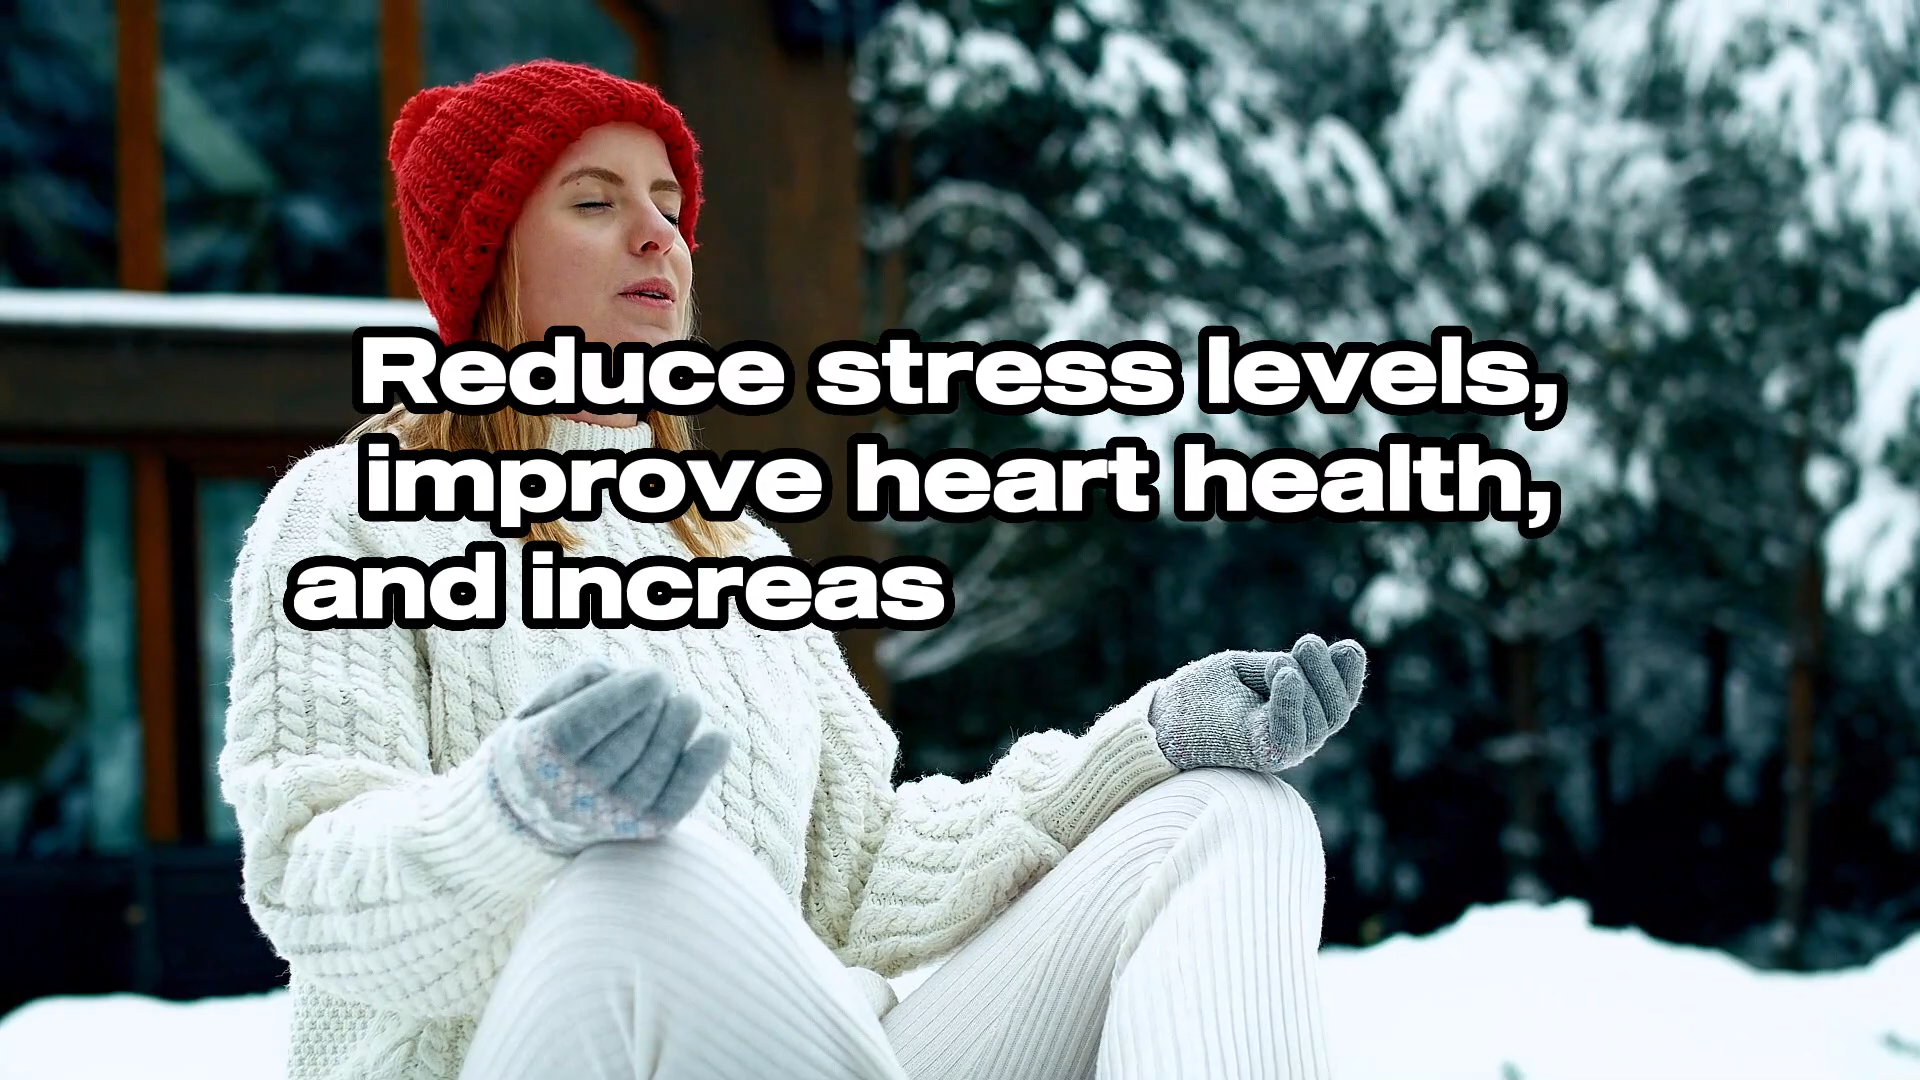 Reduce stress levels,
improve heart health,
and increas